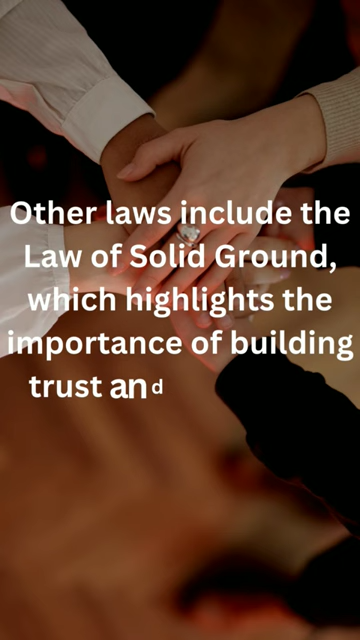 Other laws include the
Law of Solid Ground,
which highlights the
importance of building
trust and